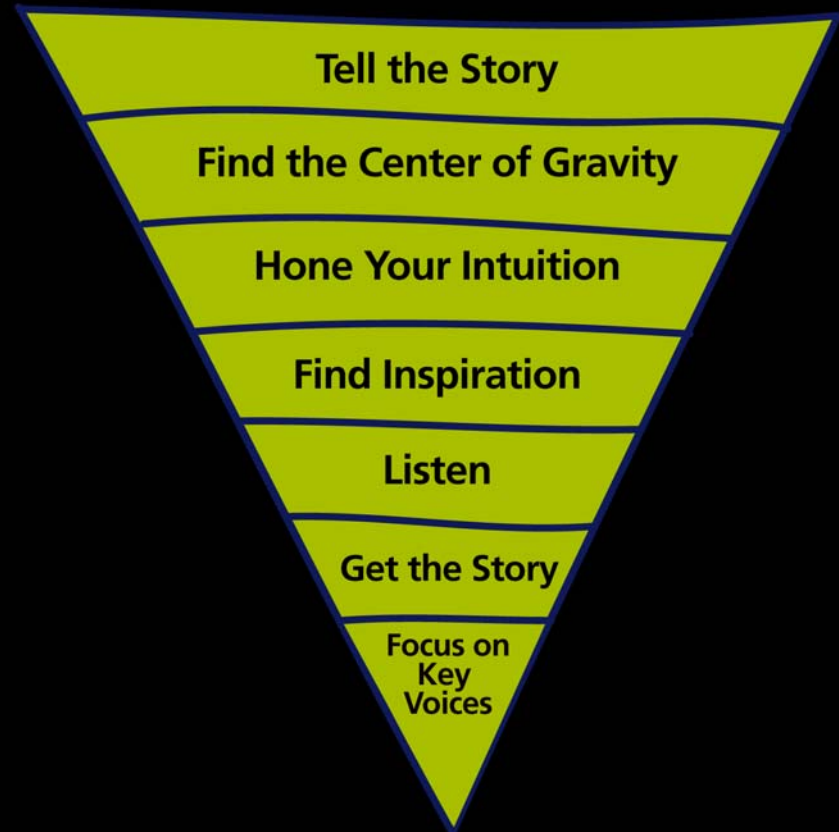 Tell the Story
Find the Center of Gravity
Hone Your Intuition
Find Inspiration
Listen
Get the Story
Focus on
Key
Voices